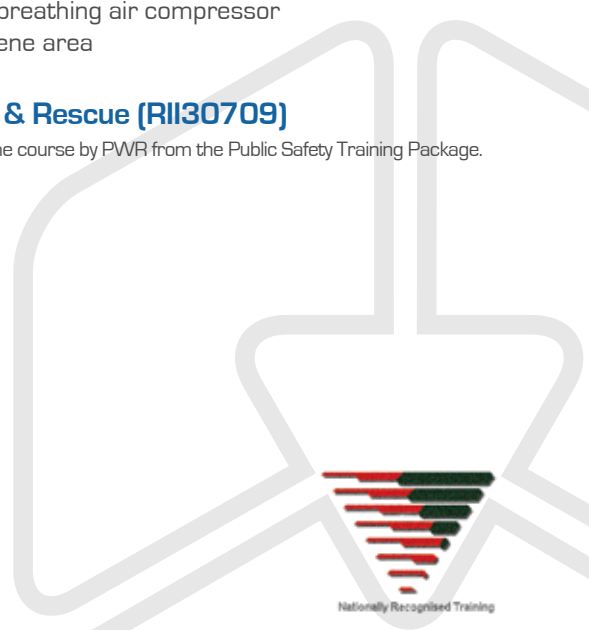 breathing air compressor
ene area
& Rescue (RII30709)
ne course by PWR from the Public Safety Training Package.
Nationally Recognised Training